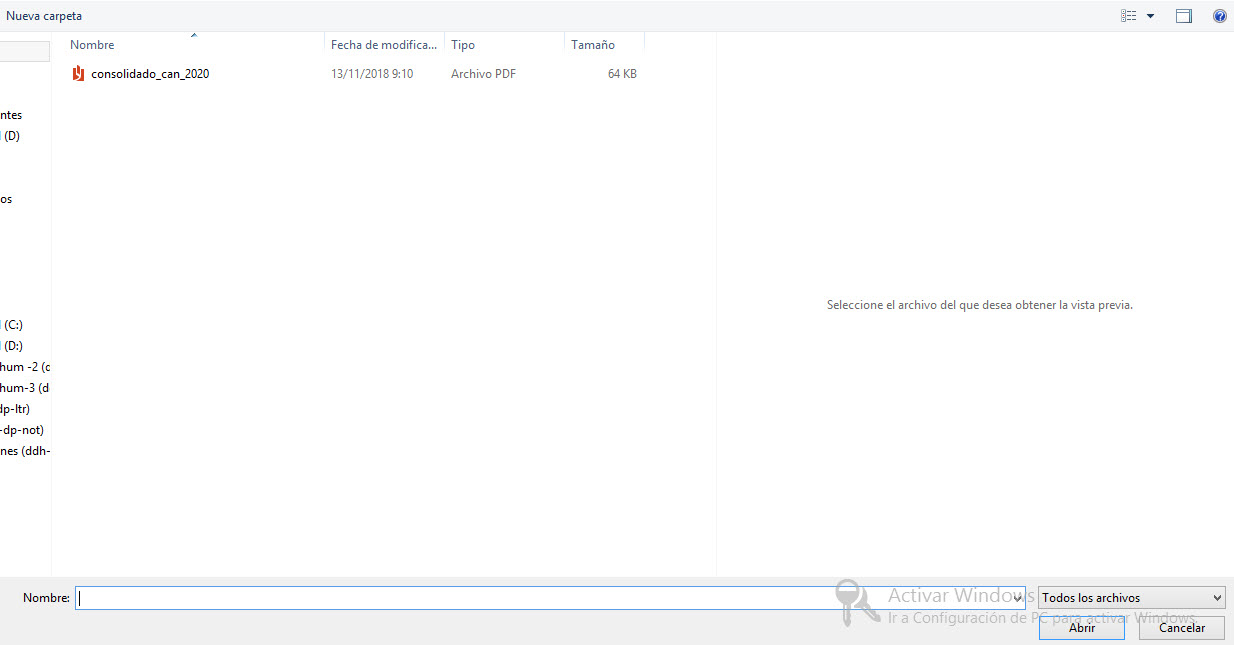 Nueva carpeta
Nombre Fecha de modifica... Tipo Tamaño
consolidado_can_2020 13/11/2018 9:10 Archivo PDF 64 KB
ntes
(D)
os
Seleccione el archivo del que desea obtener la vista previa.
(C:)
(D:)
hum -2 (d
hum-3 (d
dp-ltr)
-dp-not)
nes (ddh-
Nombre: Todos los archivos
Activar Windows
Ir a Configuración de PC para activar Windows.
Abrir Cancelar